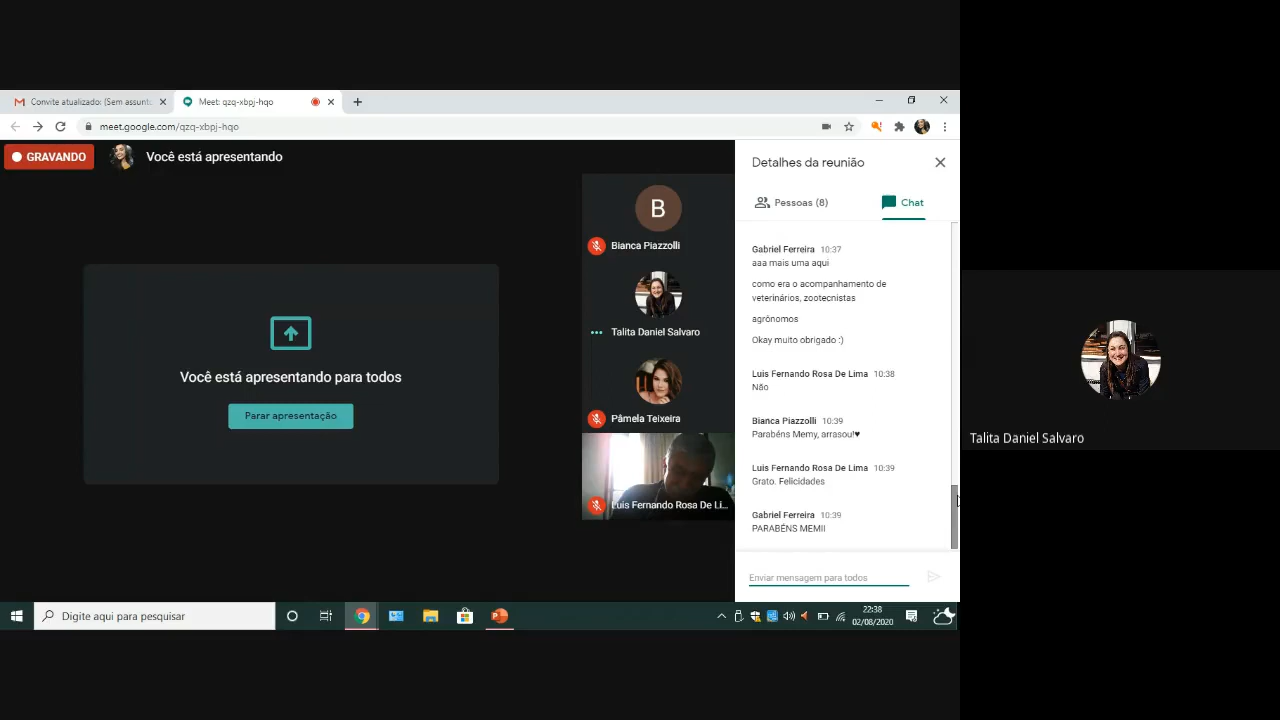 Convite atualizado: (Sem assunt
Meet: qzq-xbpj-hqo
meet.google.com/qzq-xbpj-hqo
GRAVANDO
Você está apresentando
Você está apresentando para todos
Parar apresentação
B
Bianca Piazzolli
Talita Daniel Salvaro
Pâmela Teixeira
Luis Fernando Rosa De Li...
Detalhes da reunião
Pessoas (8)
Chat
Gabriel Ferreira 10:37
aaa mais uma aqui
como era o acompanhamento de
veterinários, zootecnistas
agrônomos
Okay muito obrigado :)
Luis Fernando Rosa De Lima 10:38
Não
Bianca Piazzolli 10:39
Parabéns Memy, arrasou!♥
Luis Fernando Rosa De Lima 10:39
Grato. Felicidades
Gabriel Ferreira 10:39
PARABÉNS MEMII
Enviar mensagem para todos
Talita Daniel Salvaro
Digite aqui para pesquisar
22:38
02/08/2020